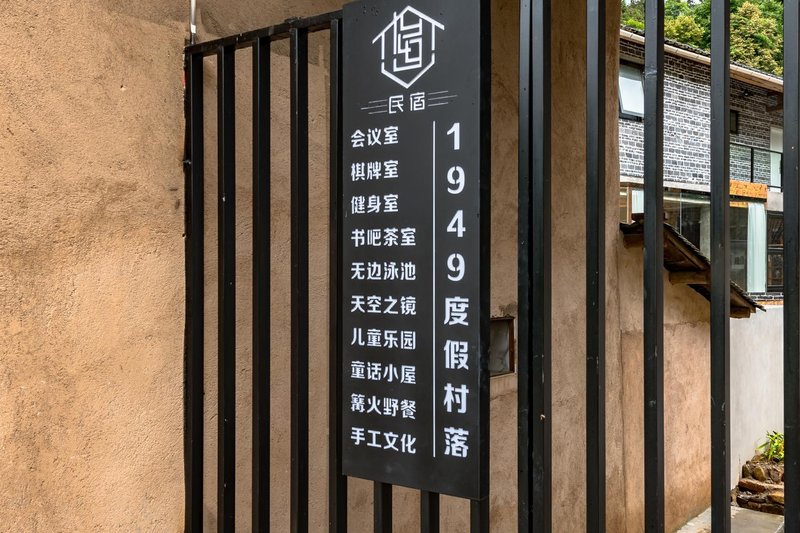 民宿
会议室
棋牌室
健身室
书吧茶室
无边泳池
天空之镜
儿童乐园
童话小屋
篝火野餐
手工文化
1949度假村落